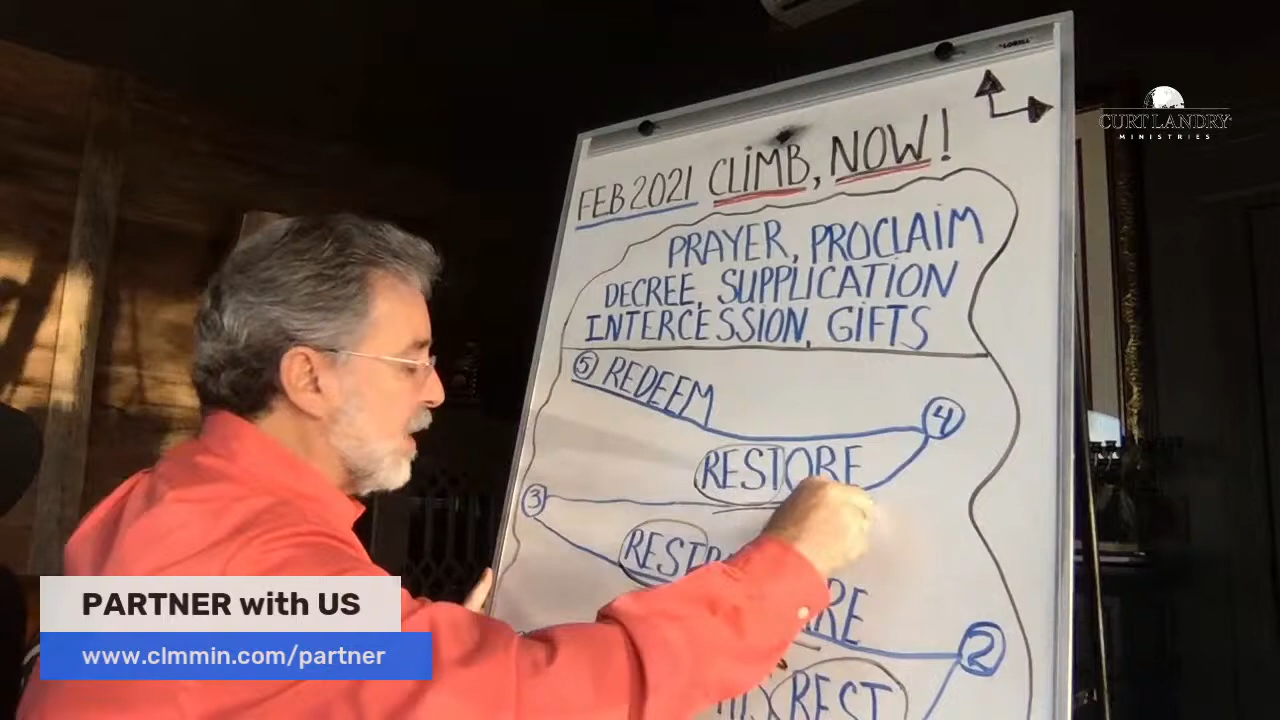 "LORELL"
FEB 2021 CLIMB, NOW!
CURT LANDRY
MINISTRIES
PRAYER, PROCLAIM
DECREE, SUPPLICATION
INTERCESSION, GIFTS
5 REDEEM
4
RESTORE
3
2
REST
PARTNER with US
www.clmmin.com/partner